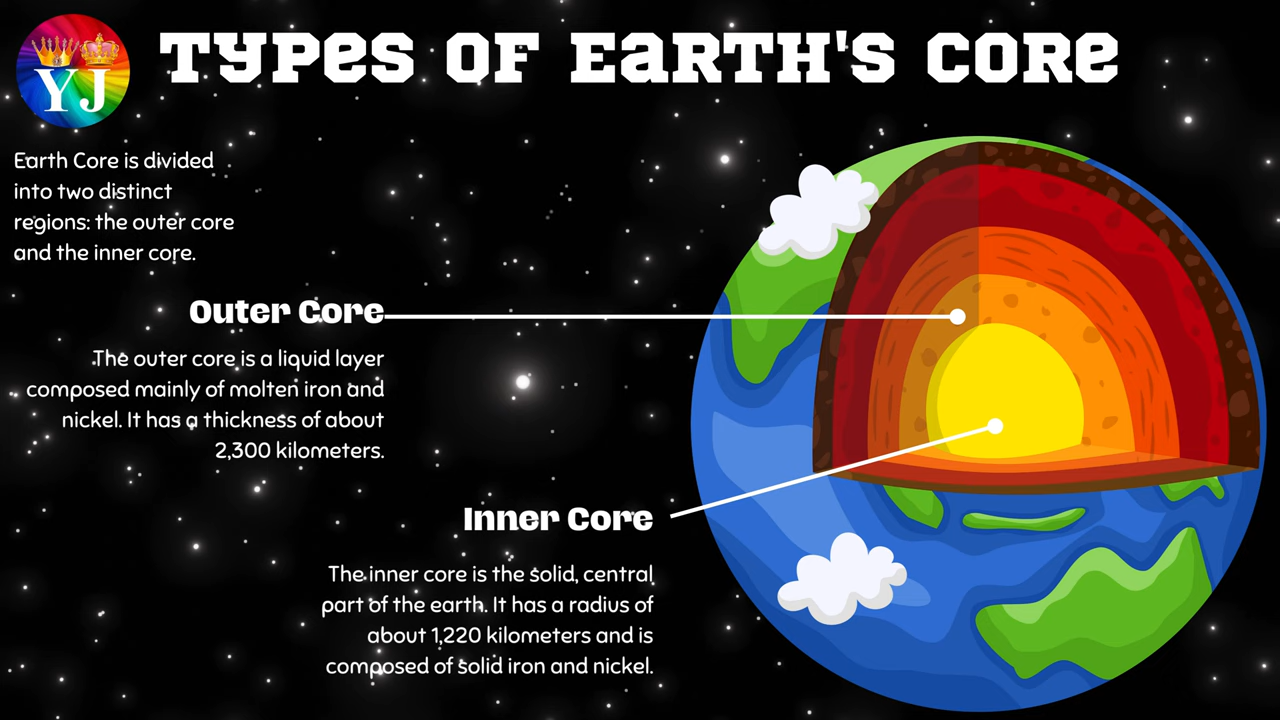 YJ
TYPES OF EARTH'S CORE
Earth Core is divided
into two distinct
regions: the outer core
and the inner core.
Outer Core
The outer core is a liquid layer
composed mainly of molten iron and
nickel. It has a thickness of about
2,300 kilometers.
Inner Core
The inner core is the solid, central
part of the earth. It has a radius of
about 1,220 kilometers and is
composed of solid iron and nickel.